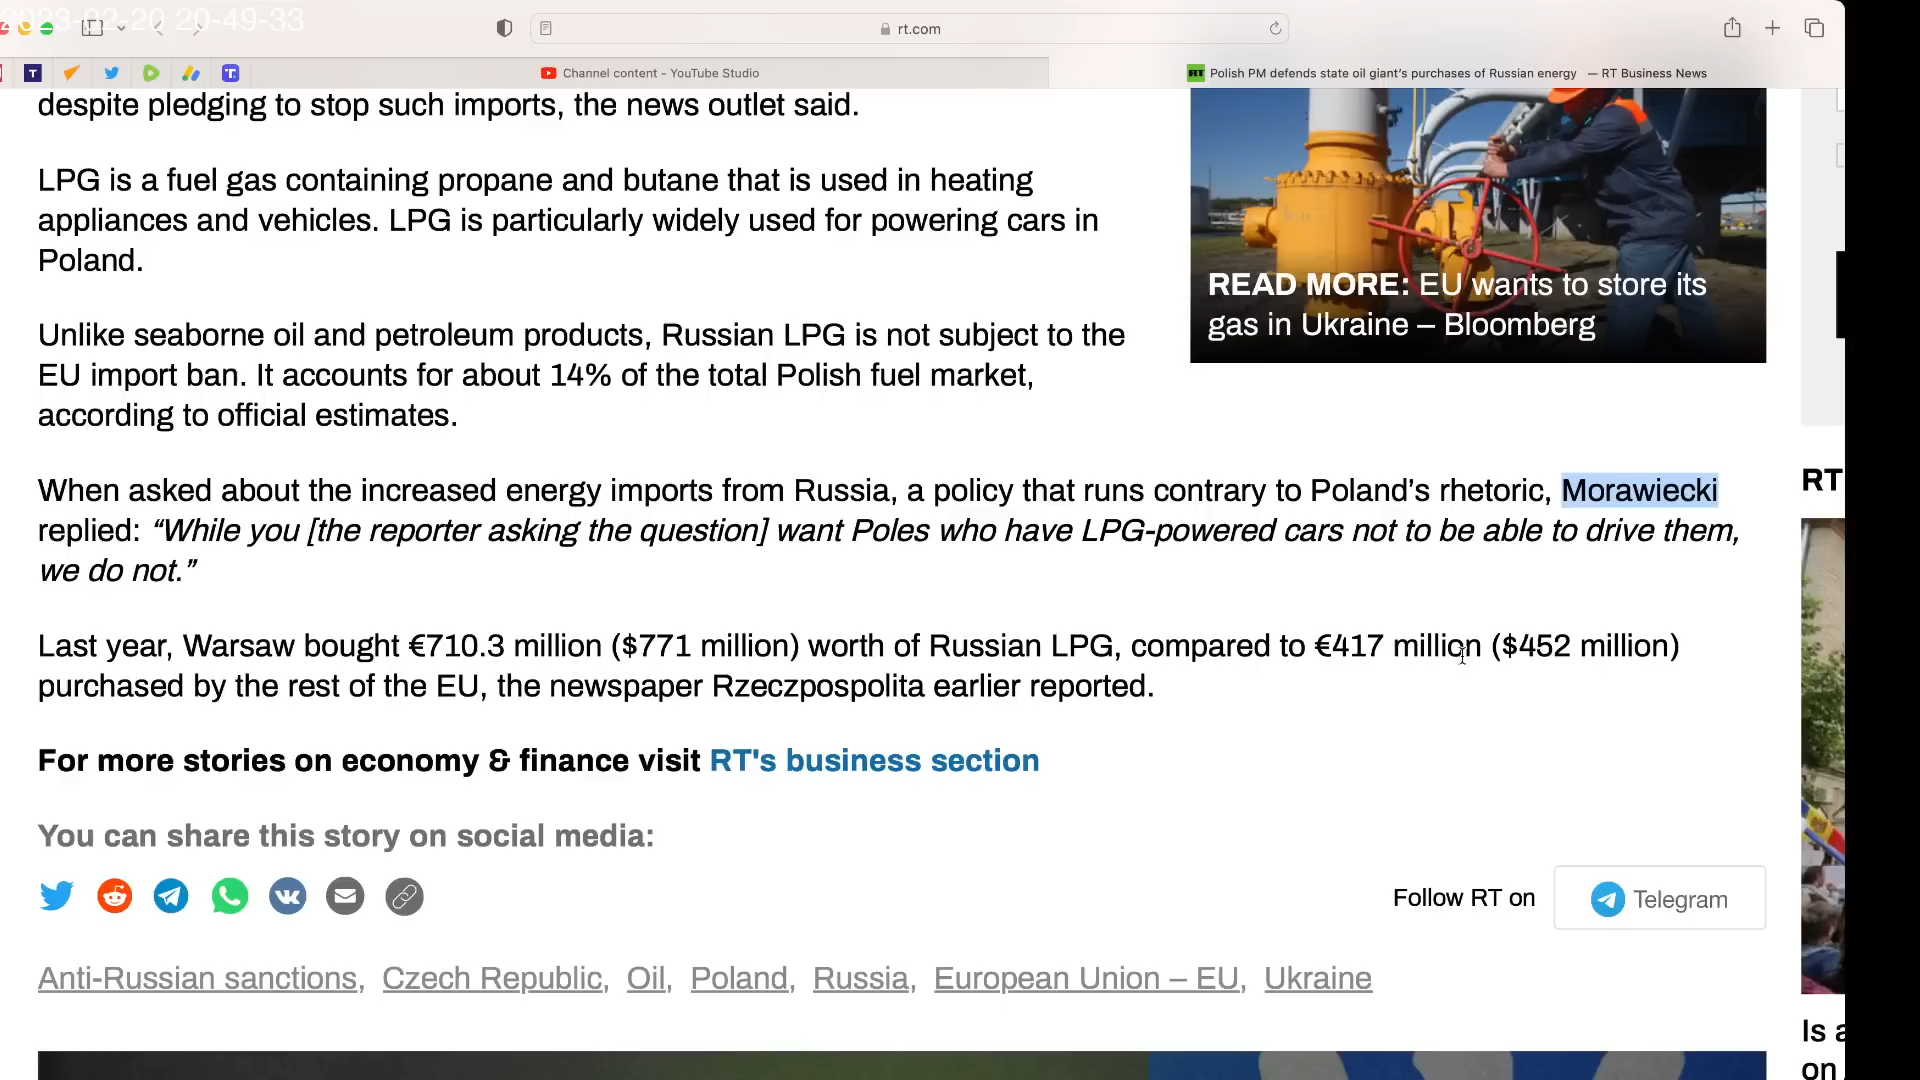 2023-02-20 20-49-33
rt.com
T
T
Channel content - YouTube Studio
RT
Polish PM defends state oil giant's purchases of Russian energy — RT Business News
despite pledging to stop such imports, the news outlet said.
LPG is a fuel gas containing propane and butane that is used in heating
appliances and vehicles. LPG is particularly widely used for powering cars in
Poland.
READ MORE: EU wants to store its
gas in Ukraine – Bloomberg
Unlike seaborne oil and petroleum products, Russian LPG is not subject to the
EU import ban. It accounts for about 14% of the total Polish fuel market,
according to official estimates.
When asked about the increased energy imports from Russia, a policy that runs contrary to Poland's rhetoric, Morawiecki
replied: “While you [the reporter asking the question] want Poles who have LPG-powered cars not to be able to drive them,
we do not.”
RT
Last year, Warsaw bought €710.3 million ($771 million) worth of Russian LPG, compared to €417 million ($452 million)
purchased by the rest of the EU, the newspaper Rzeczpospolita earlier reported.
For more stories on economy & finance visit RT's business section
You can share this story on social media:
Follow RT on
Telegram
Anti-Russian sanctions, Czech Republic, Oil, Poland, Russia, European Union – EU, Ukraine
Is
on